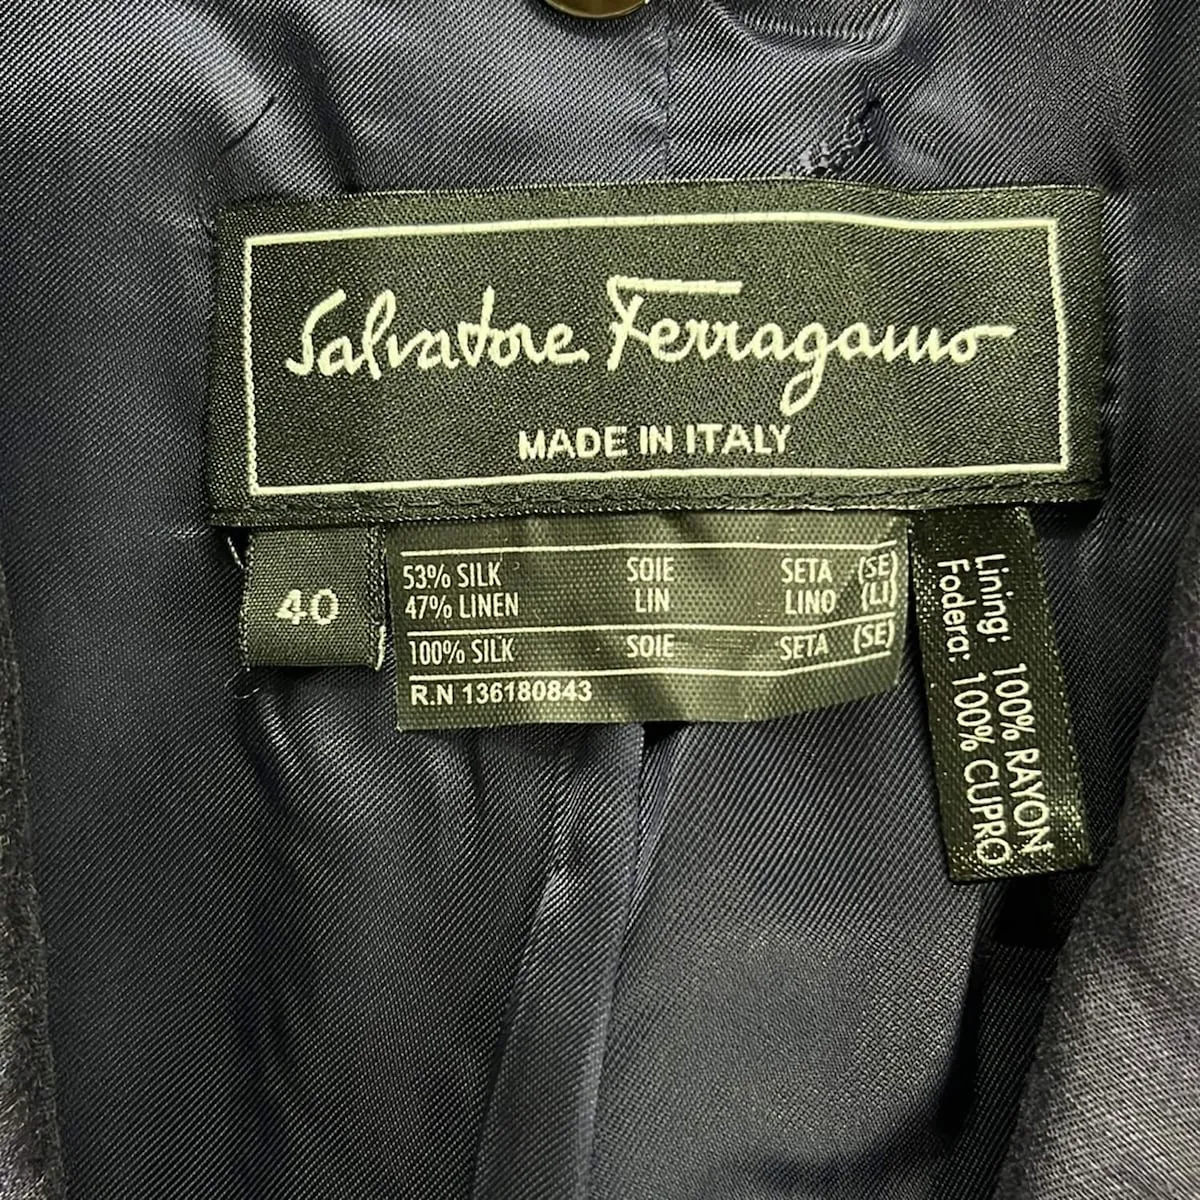 Salvatore Ferragamo
MADE IN ITALY
40
53% SILK SOIE SETA (SE)
47% LINEN LIN LINO (LI)
100% SILK SOIE SETA (SE)
R.N 136180843
Lining: 100% RAYON
Fodera: 100% CUPRO